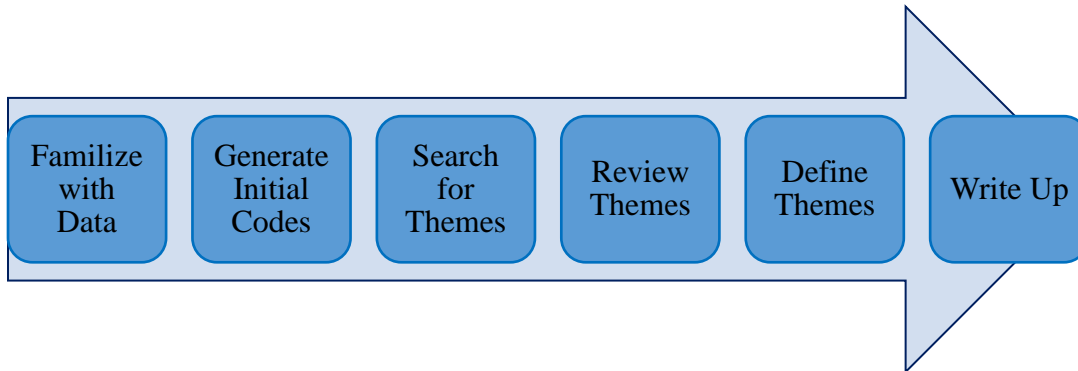 Familize
with
Data
Generate
Initial
Codes
Search
for
Themes
Review
Themes
Define
Themes
Write Up